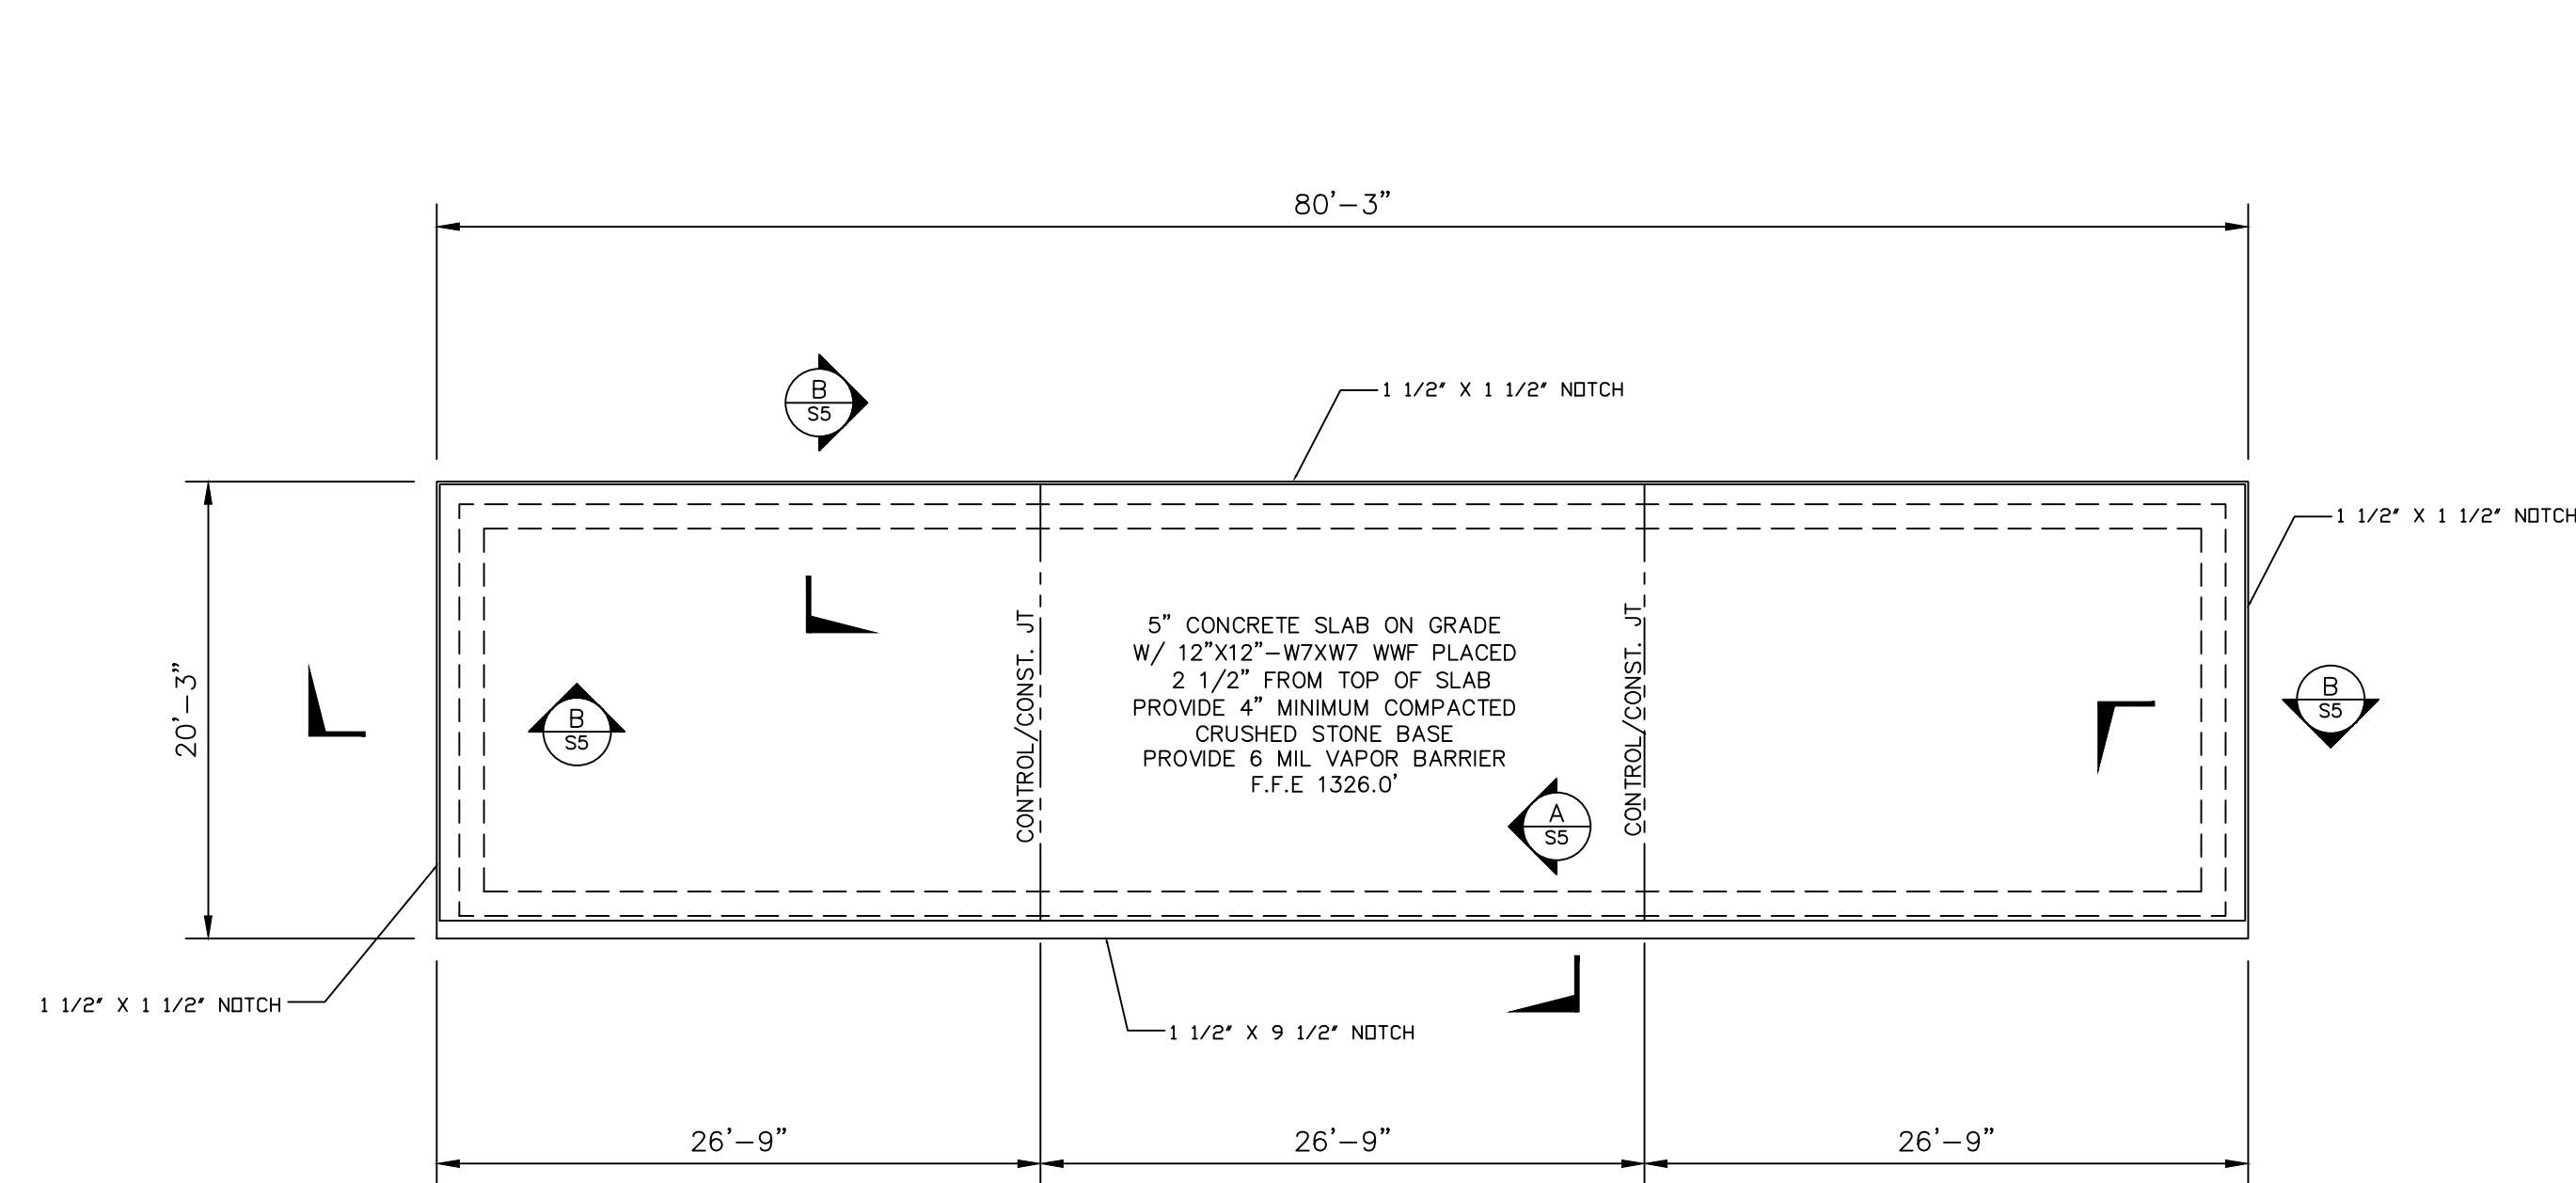 80'-3"
B
S5
1 1/2" X 1 1/2" NOTCH
1 1/2" X 1 1/2" NOTCH
20'-3"
B
S5
CONTROL/CONST. JT
5" CONCRETE SLAB ON GRADE
W/ 12"X12"-W7XW7 WWF PLACED
2 1/2" FROM TOP OF SLAB
PROVIDE 4" MINIMUM COMPACTED
CRUSHED STONE BASE
PROVIDE 6 MIL VAPOR BARRIER
F.F.E 1326.0'
CONTROL/CONST. JT
B
S5
A
S5
1 1/2" X 1 1/2" NOTCH
1 1/2" X 9 1/2" NOTCH
26'-9"
26'-9"
26'-9"